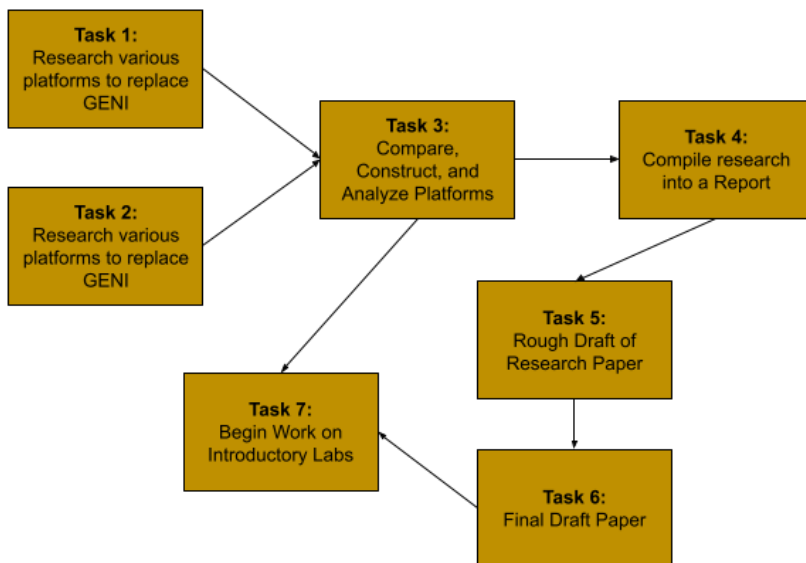 Task 1:
Research various
platforms to replace
GENI
Task 2:
Research various
platforms to replace
GENI
Task 3:
Compare,
Construct, and
Analyze Platforms
Task 4:
Compile research
into a Report
Task 5:
Rough Draft of
Research Paper
Task 6:
Final Draft Paper
Task 7:
Begin Work on
Introductory Labs